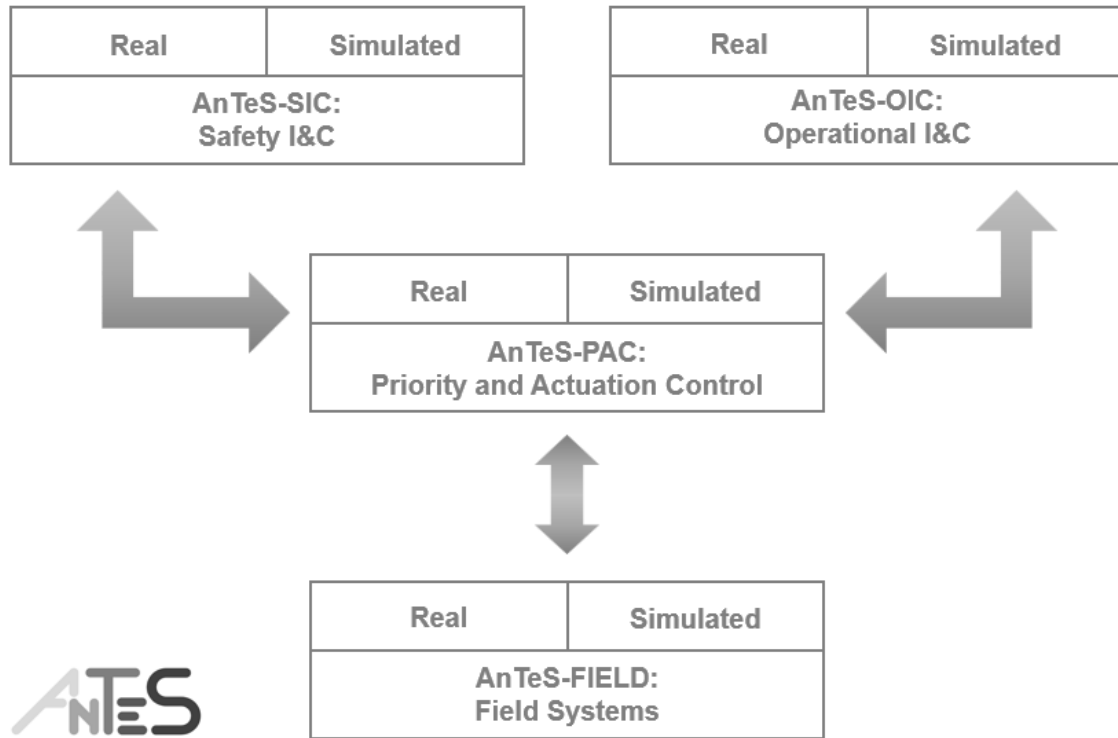 Real Simulated
AnTeS-SIC:
Safety I&C
Real Simulated
AnTeS-OIC:
Operational I&C
Real Simulated
AnTeS-PAC:
Priority and Actuation Control
Real Simulated
AnTeS-FIELD:
Field Systems
ANTES